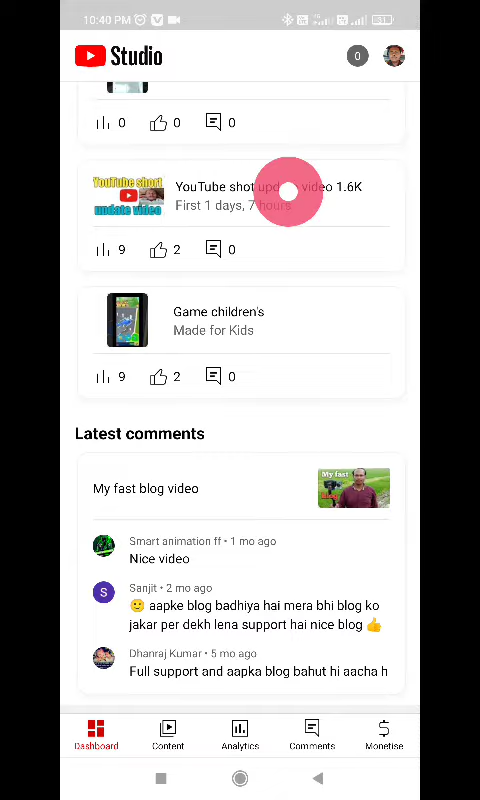 10:40 PM
31
Studio
0
0 0 0
YouTube shot update video 1.6K
First 1 days, 7 hours
YouTube short
update video
9 2 0
Game children's
Made for Kids
9 2 0
Latest comments
My fast blog video
My fast
Blog
Smart animation ff • 1 mo ago
Nice video
S
Sanjit • 2 mo ago
🙂 aapke blog badhiya hai mera bhi blog ko
jakar per dekh lena support hai nice blog 👍
Dhanraj Kumar • 5 mo ago
Full support and aapka blog bahut hi aacha h
Dashboard Content Analytics Comments Monetise